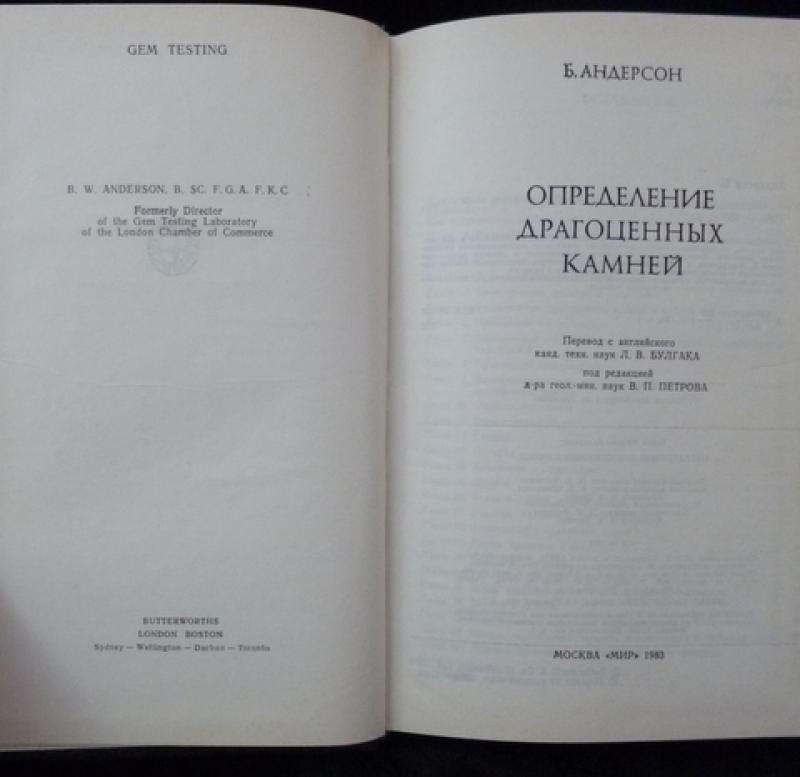 GEM TESTING
B. W. ANDERSON, B. SC. F. G. A. F. K. C
Formerly Director
of the Gem Testing Laboratory
of the London Chamber of Commerce
BUTTERWORTHS
LONDON BOSTON
Sydney — Wellington — Durban — Toronto
Б. АНДЕРСОН
ОПРЕДЕЛЕНИЕ
ДРАГОЦЕННЫХ
КАМНЕЙ
Перевод с английского
канд. техн. наук Л. В. БУЛГАКА
под редакцией
д-ра геол.-мин. наук В. П. ПЕТРОВА
МОСКВА «МИР» 1983